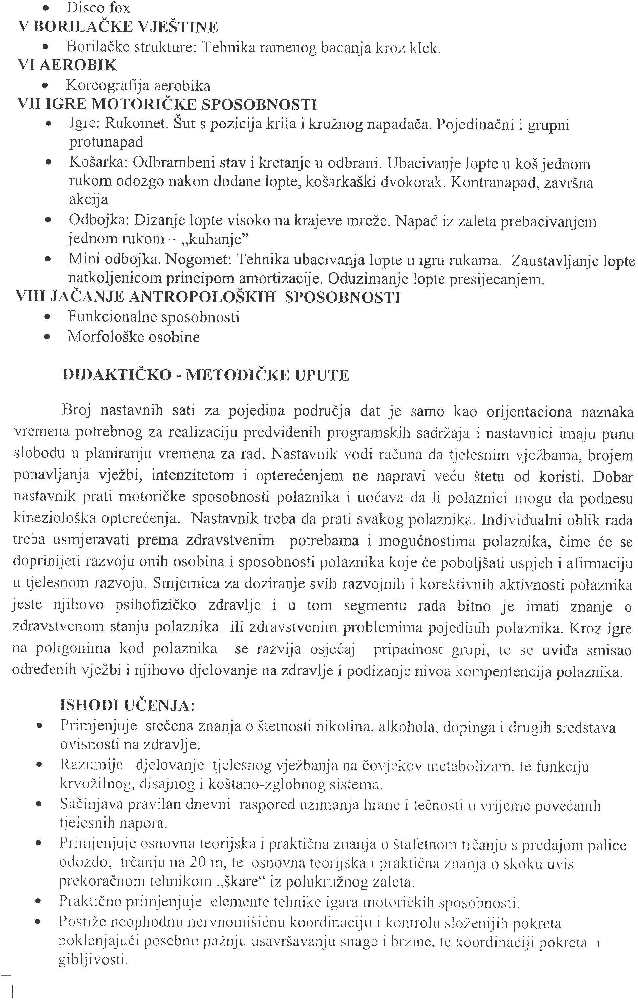 • Disco fox
V BORILAČKE VJEŠTINE
• Borilačke strukture: Tehnika ramenog bacanja kroz klek.
VI AEROBIK
• Koreografija aerobika
VII IGRE MOTORIČKE SPOSOBNOSTI
• Igre: Rukomet. Šut s pozicija krila i kružnog napadača. Pojedinačni i grupni
protunapad
• Košarka: Odbrambeni stav i kretanje u odbrani. Ubacivanje lopte u koš jednom
rukom odozgo nakon dodane lopte, košarkaški dvokorak. Kontranapad, završna
akcija
• Odbojka: Dizanje lopte visoko na krajeve mreže. Napad iz zaleta prebacivanjem
jednom rukom – „kuhanje”
• Mini odbojka. Nogomet: Tehnika ubacivanja lopte u igru rukama. Zaustavljanje lopte
natkoljenicom principom amortizacije. Oduzimanje lopte presijecanjem.
VIII JAČANJE ANTROPOLOŠKIH SPOSOBNOSTI
• Funkcionalne sposobnosti
• Morfološke osobine
DIDAKTIČKO - METODIČKE UPUTE
Broj nastavnih sati za pojedina područja dat je samo kao orijentaciona naznaka
vremena potrebnog za realizaciju predviđenih programskih sadržaja i nastavnici imaju punu
slobodu u planiranju vremena za rad. Nastavnik vodi računa da tjelesnim vježbama, brojem
ponavljanja vježbi, intenzitetom i opterećenjem ne napravi veću štetu od koristi. Dobar
nastavnik prati motoričke sposobnosti polaznika i uočava da li polaznici mogu da podnesu
kineziološka opterećenja. Nastavnik treba da prati svakog polaznika. Individualni oblik rada
treba usmjeravati prema zdravstvenim potrebama i mogućnostima polaznika, čime će se
doprinijeti razvoju onih osobina i sposobnosti polaznika koje će poboljšati uspjeh i afirmaciju
u tjelesnom razvoju. Smjernica za doziranje svih razvojnih i korektivnih aktivnosti polaznika
jeste njihovo psihofizičko zdravlje i u tom segmentu rada bitno je imati znanje o
zdravstvenom stanju polaznika ili zdravstvenim problemima pojedinih polaznika. Kroz igre
na poligonima kod polaznika se razvija osjećaj pripadnost grupi, te se uviđa smisao
određenih vježbi i njihovo djelovanje na zdravlje i podizanje nivoa kompentencija polaznika.
ISHODI UČENJA:
• Primjenjuje stečena znanja o štetnosti nikotina, alkohola, dopinga i drugih sredstava
ovisnosti na zdravlje.
• Razumije djelovanje tjelesnog vježbanja na čovjekov metabolizam, te funkciju
krvožilnog, disajnog i koštano-zglobnog sistema.
• Sačinjava pravilan dnevni raspored uzimanja hrane i tečnosti u vrijeme povećanih
tjelesnih napora.
• Primjenjuje osnovna teorijska i praktična znanja o štafetnom trčanju s predajom palice
odozdo, trčanju na 20 m, te osnovna teorijska i praktična znanja o skoku uvis
prekoračnom tehnikom „škare“ iz polukružnog zaleta.
• Praktično primjenjuje elemente tehnike igara motoričkih sposobnosti.
• Postiže neophodnu nervnomišićnu koordinaciju i kontrolu složenijih pokreta
poklanjajući posebnu pažnju usavršavanju snage i brzine, te koordinaciji pokreta i
gibljivosti.